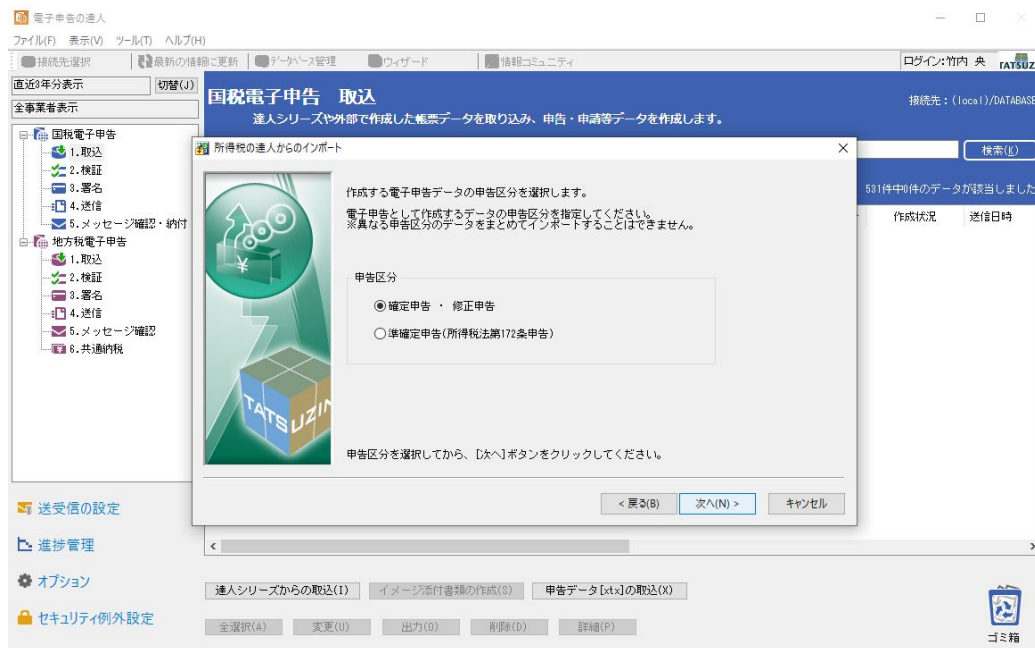 電子申告の達人
ファイル(F) 表示(V) ツール(T) ヘルプ(H)
接続先選択 最新の情報に更新 データベース管理 ウィザード 情報コミュニティ ログイン:竹内 央 TATSUZ
直近3年分表示 切替(J)
全事業者表示
国税電子申告
1.取込
2.検証
3.署名
4.送信
5.メッセージ確認・納付
地方税電子申告
1.取込
2.検証
3.署名
4.送信
5.メッセージ確認
6.共通納税
送受信の設定
進捗管理
オプション
セキュリティ例外設定
国税電子申告 取込
接続先:(local)/DATABASE
達人シリーズや外部で作成した帳票データを取り込み、申告・申請等データを作成します。
検索(K)
531件中0件のデータが該当しました
作成状況 送信日時
所得税の達人からのインポート
作成する電子申告データの申告区分を選択します。
電子申告として作成するデータの申告区分を指定してください。
※異なる申告区分のデータをまとめてインポートすることはできません。
申告区分
確定申告 ・ 修正申告
準確定申告(所得税法第172条申告)
TATSUZIN
申告区分を選択してから、[次へ]ボタンをクリックしてください。
< 戻る(B) 次へ(N) > キャンセル
達人シリーズからの取込(I) イメージ添付書類の作成(S) 申告データ[xtx]の取込(X)
全選択(A) 変更(U) 出力(O) 削除(D) 詳細(P)
ゴミ箱